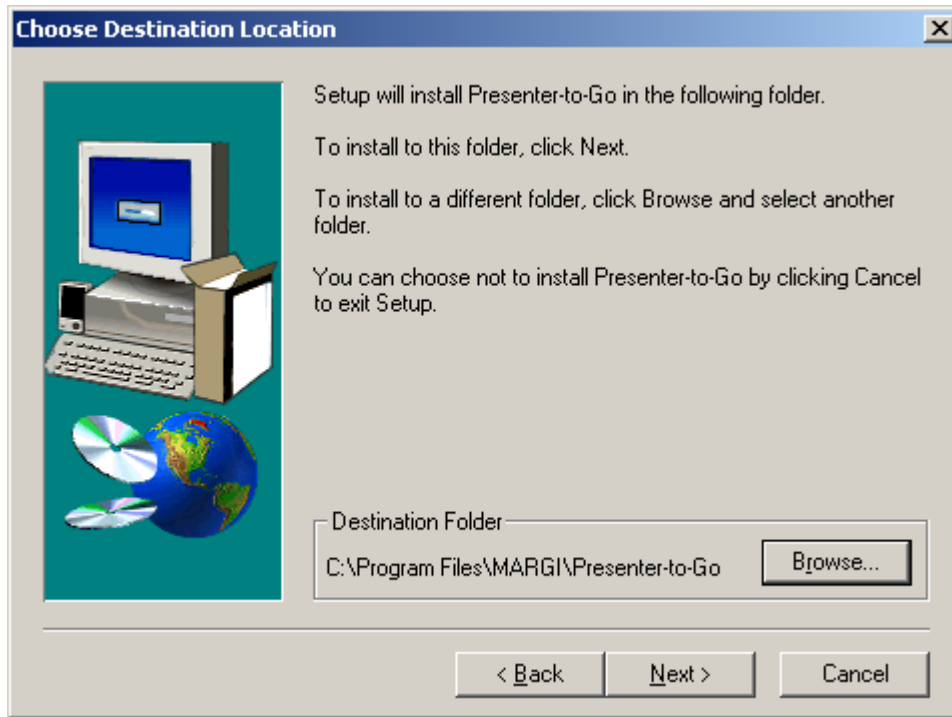 Choose Destination Location
Setup will install Presenter-to-Go in the following folder.
To install to this folder, click Next.
To install to a different folder, click Browse and select another
folder.
You can choose not to install Presenter-to-Go by clicking Cancel
to exit Setup.
Destination Folder
C:\Program Files\MARGI\Presenter-to-Go
Browse...
< Back
Next >
Cancel